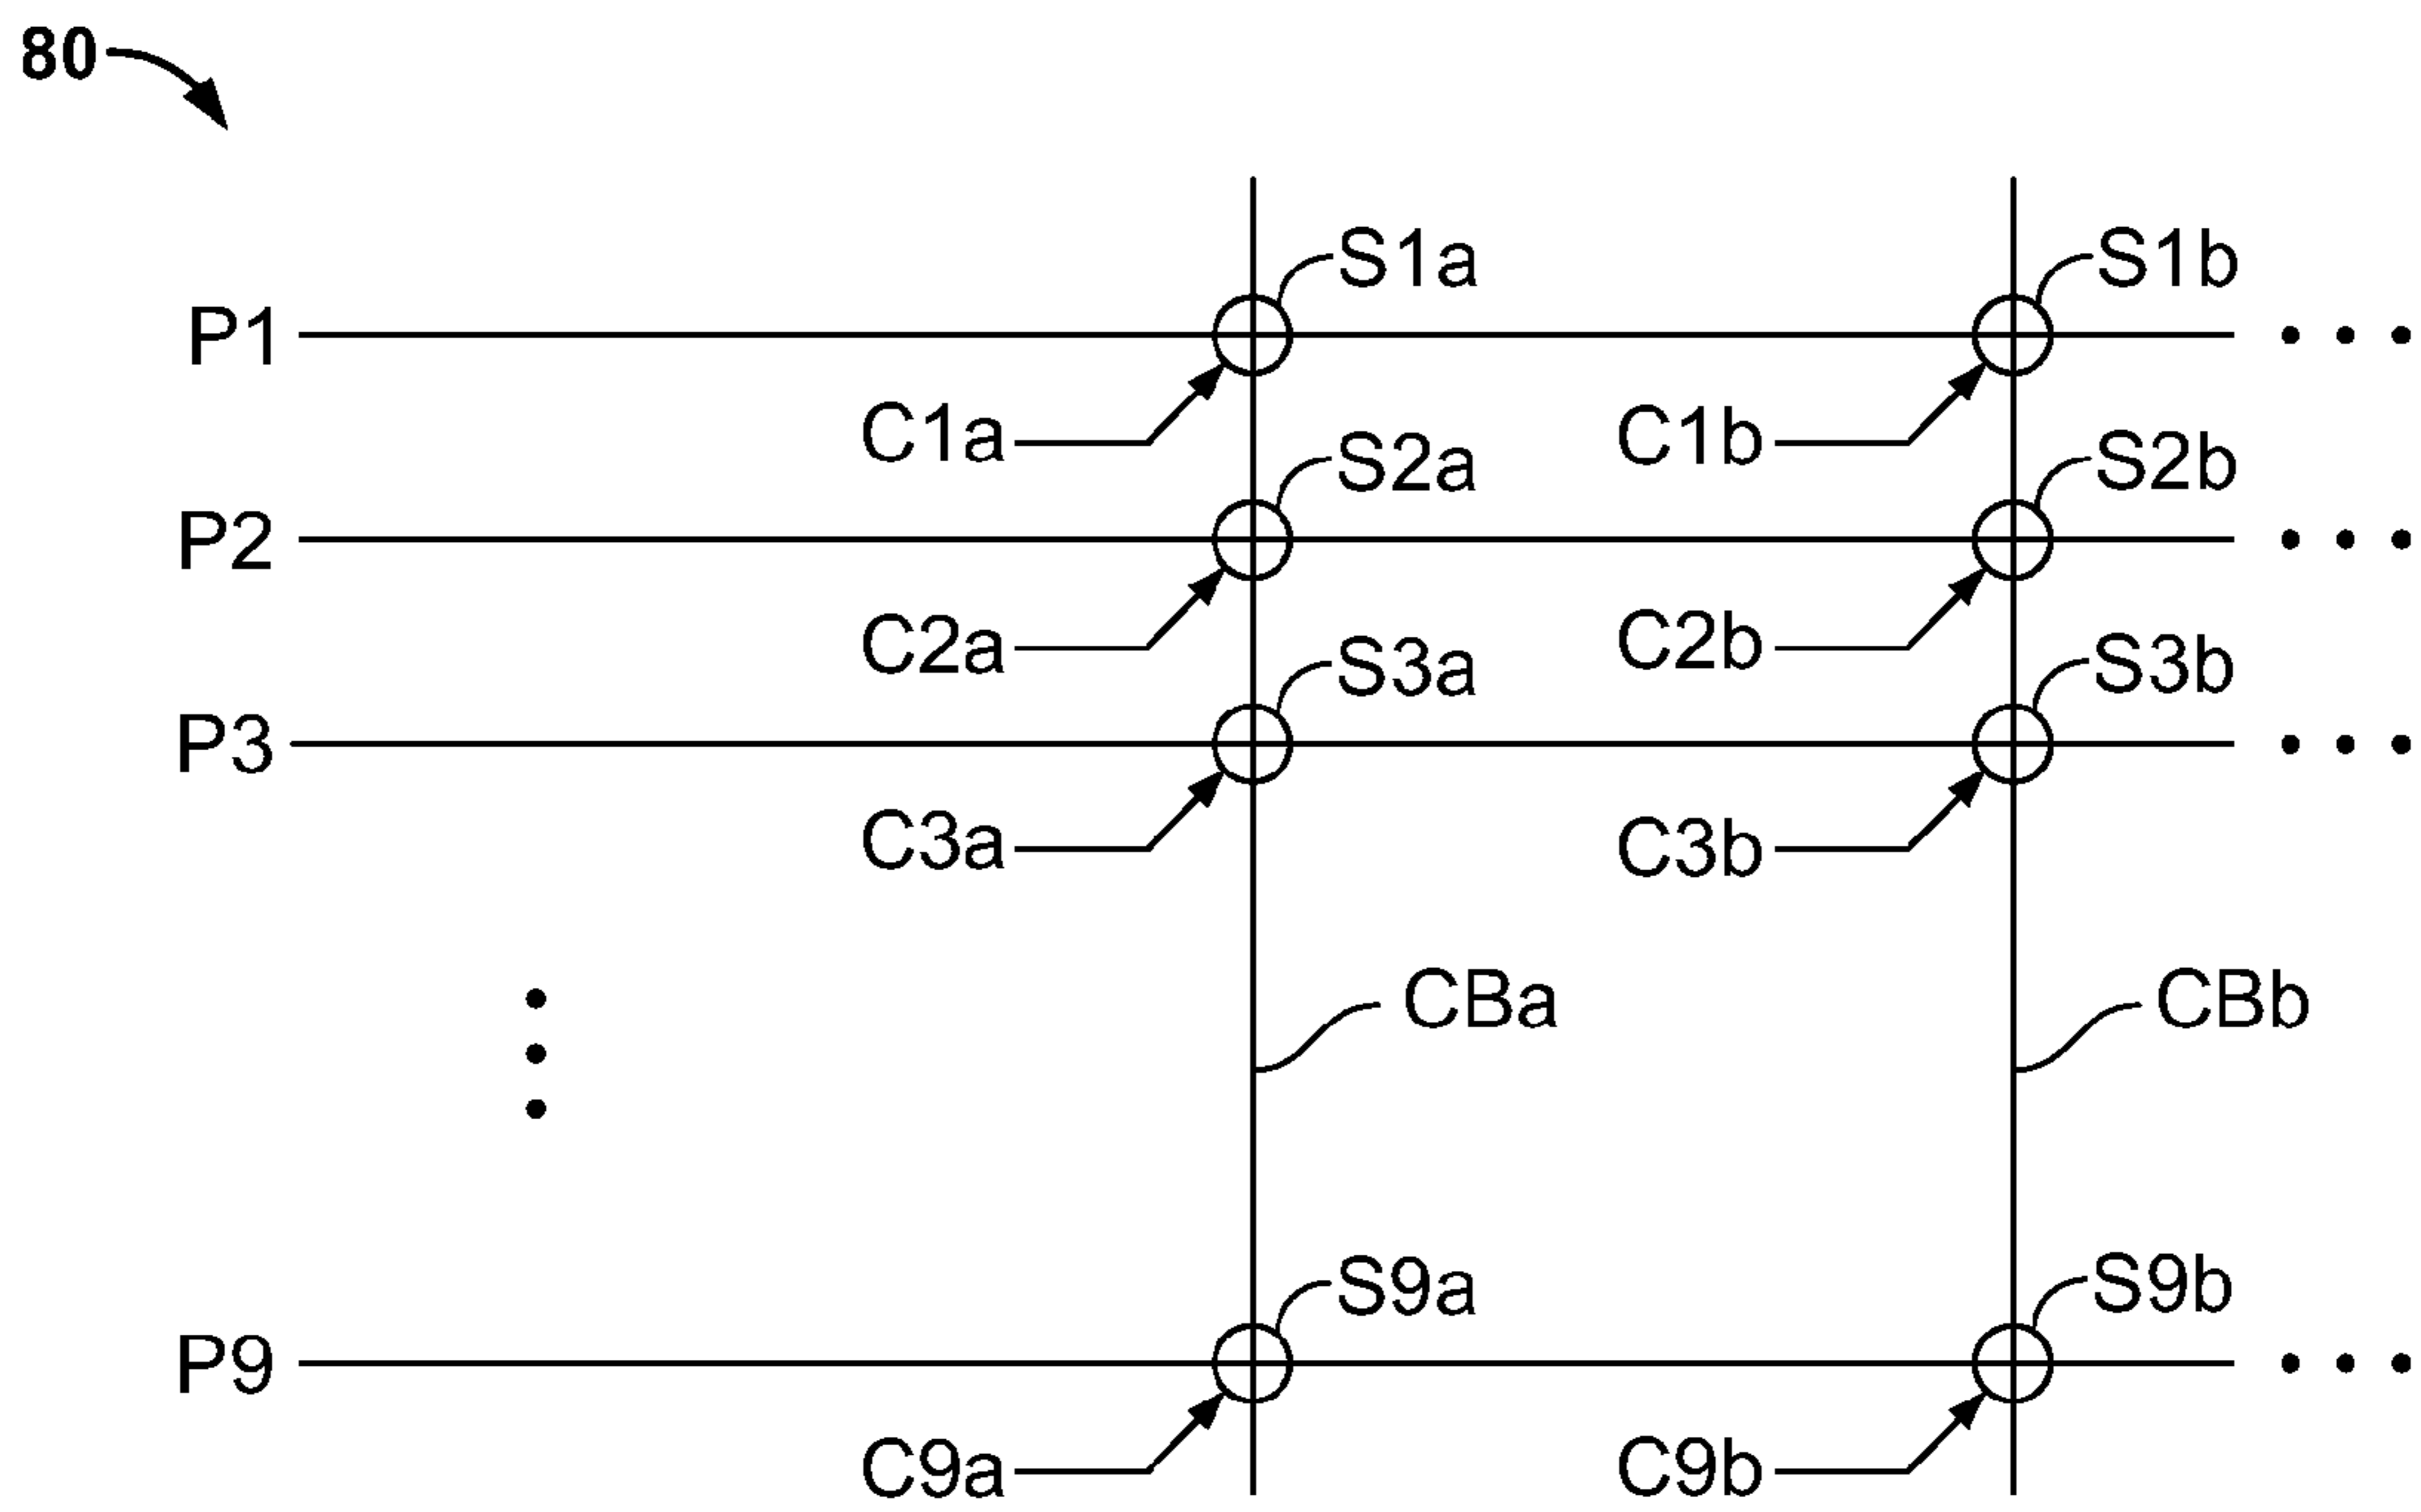 80
S1a S1b
P1
C1a C1b
S2a S2b
P2
C2a C2b
S3a S3b
P3
C3a C3b
CBa CBb
S9a S9b
P9
C9a C9b